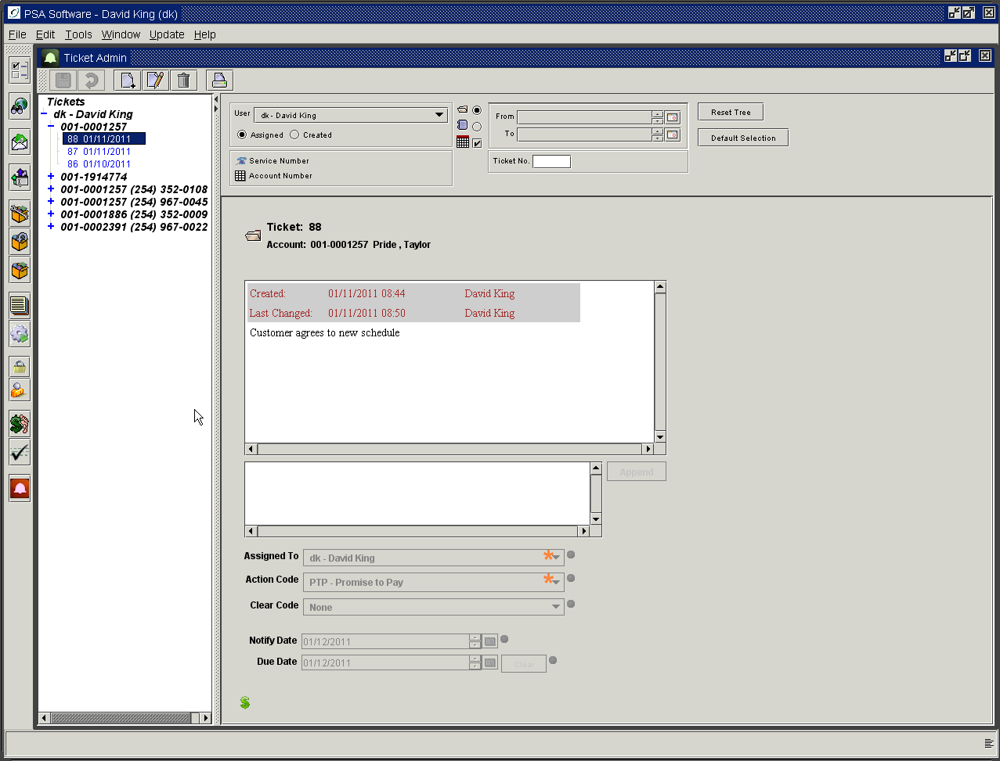 PSA Software - David King (dk)
File Edit Tools Window Update Help
Ticket Admin
Tickets
dk - David King
001-0001257
88 01/11/2011
87 01/11/2011
86 01/10/2011
001-1914774
001-0001257 (254) 352-0108
001-0001257 (254) 967-0045
001-0001886 (254) 352-0009
001-0002391 (254) 967-0022
User dk - David King
Assigned Created
Service Number
Account Number
From
To
Ticket No.
Reset Tree
Default Selection
Ticket: 88
Account: 001-0001257 Pride , Taylor
Created: 01/11/2011 08:44 David King
Last Changed: 01/11/2011 08:50 David King
Customer agrees to new schedule
Append
Assigned To dk - David King
Action Code PTP - Promise to Pay
Clear Code None
Notify Date 01/12/2011
Due Date 01/12/2011 Clear